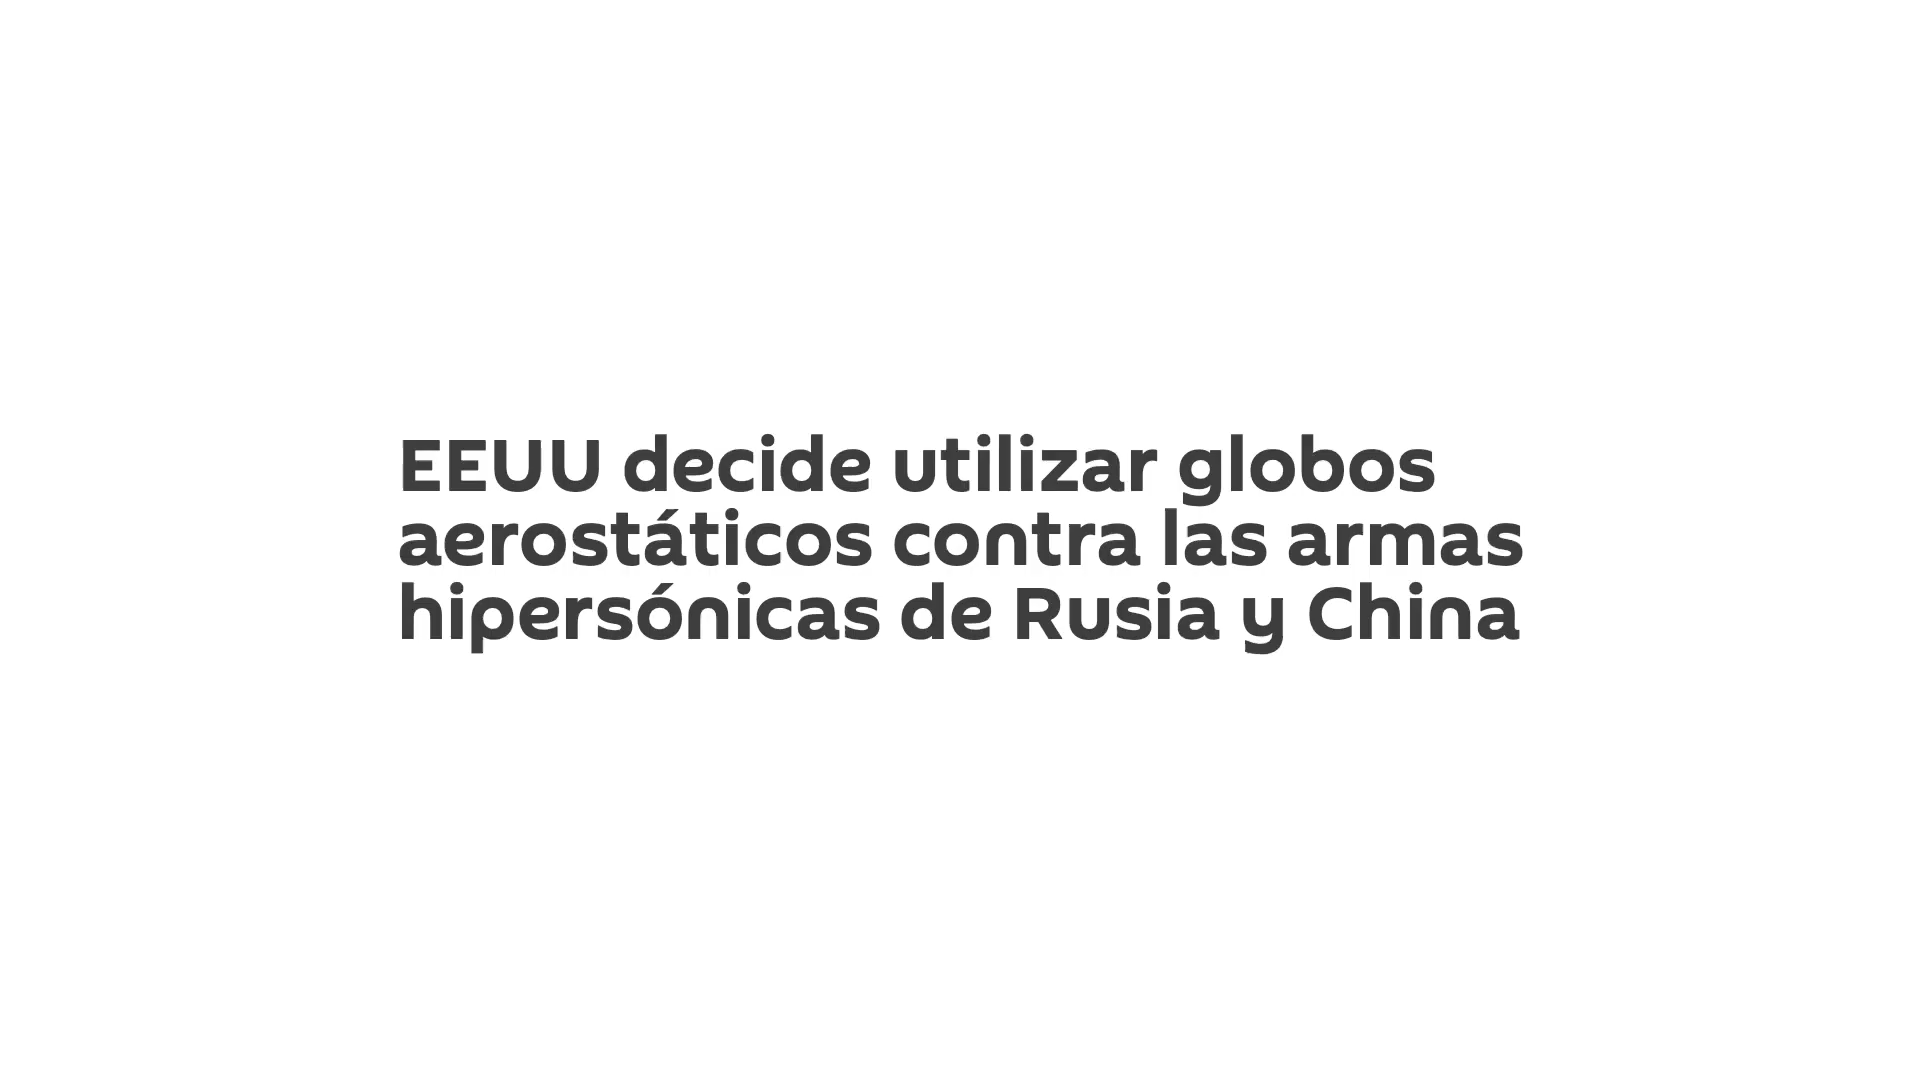 EEUU decide utilizar globos
aerostáticos contra las armas
hipersónicas de Rusia y China